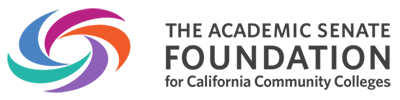 THE ACADEMIC SENATE
FOUNDATION
for California Community Colleges